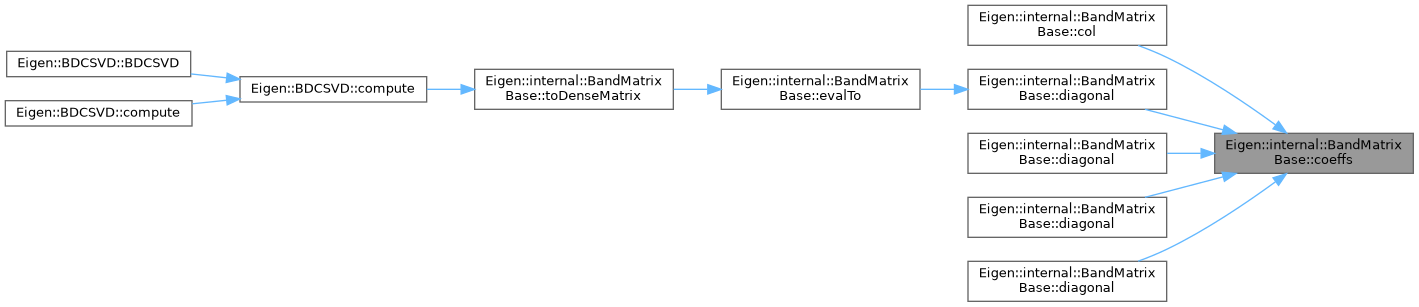 Eigen::BDCSVD::BDCSVD
Eigen::BDCSVD::compute
Eigen::BDCSVD::compute
Eigen::internal::BandMatrix
Base::toDenseMatrix
Eigen::internal::BandMatrix
Base::evalTo
Eigen::internal::BandMatrix
Base::col
Eigen::internal::BandMatrix
Base::diagonal
Eigen::internal::BandMatrix
Base::diagonal
Eigen::internal::BandMatrix
Base::diagonal
Eigen::internal::BandMatrix
Base::diagonal
Eigen::internal::BandMatrix
Base::coeffs